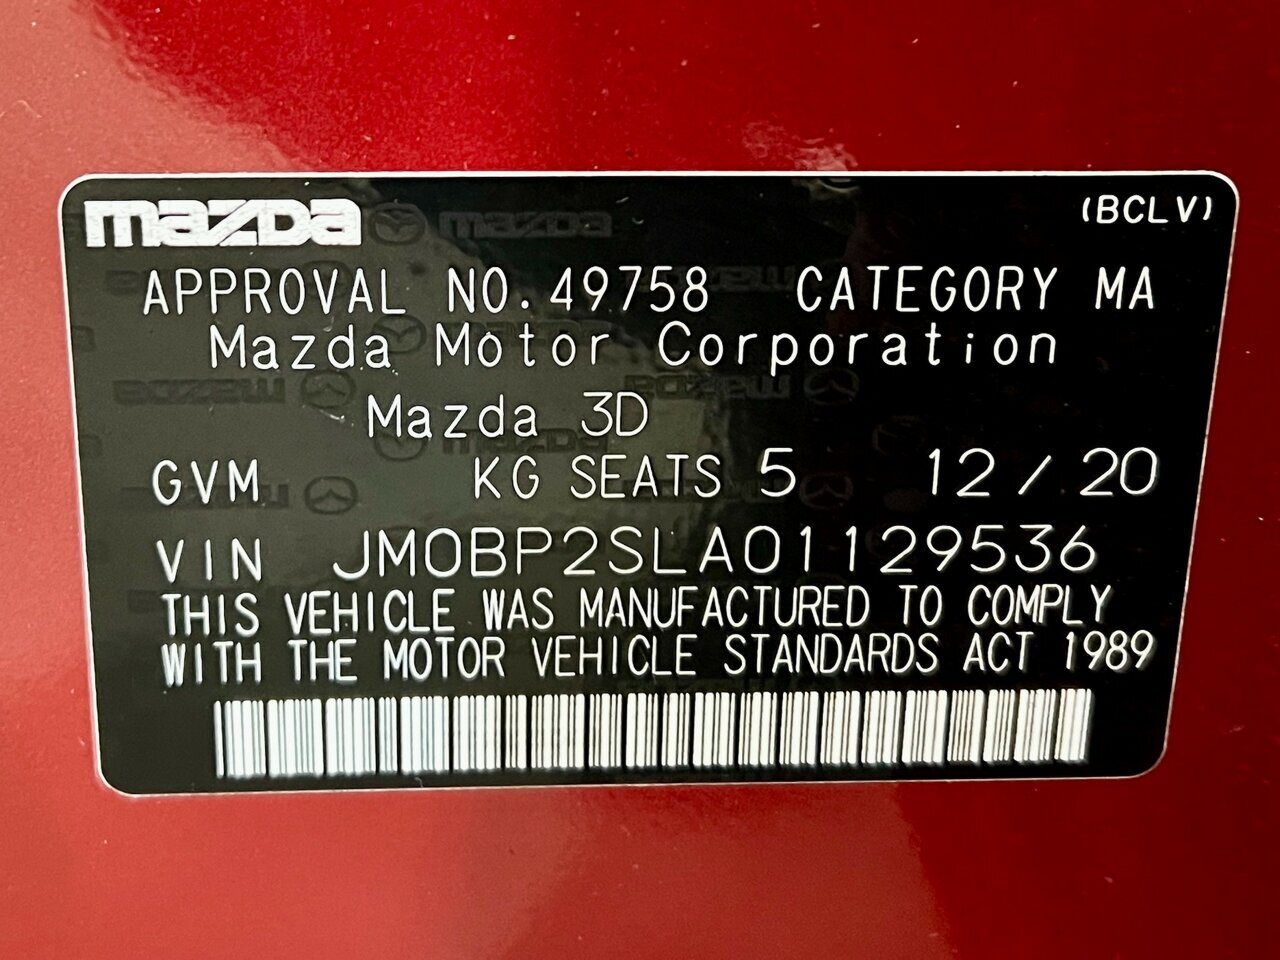 mazda (BCLV)
APPROVAL NO.49758 CATEGORY MA
Mazda Motor Corporation
Mazda 3D
GVM KG SEATS 5 12/20
VIN JM0BP2SLA01129536
THIS VEHICLE WAS MANUFACTURED TO COMPLY
WITH THE MOTOR VEHICLE STANDARDS ACT 1989